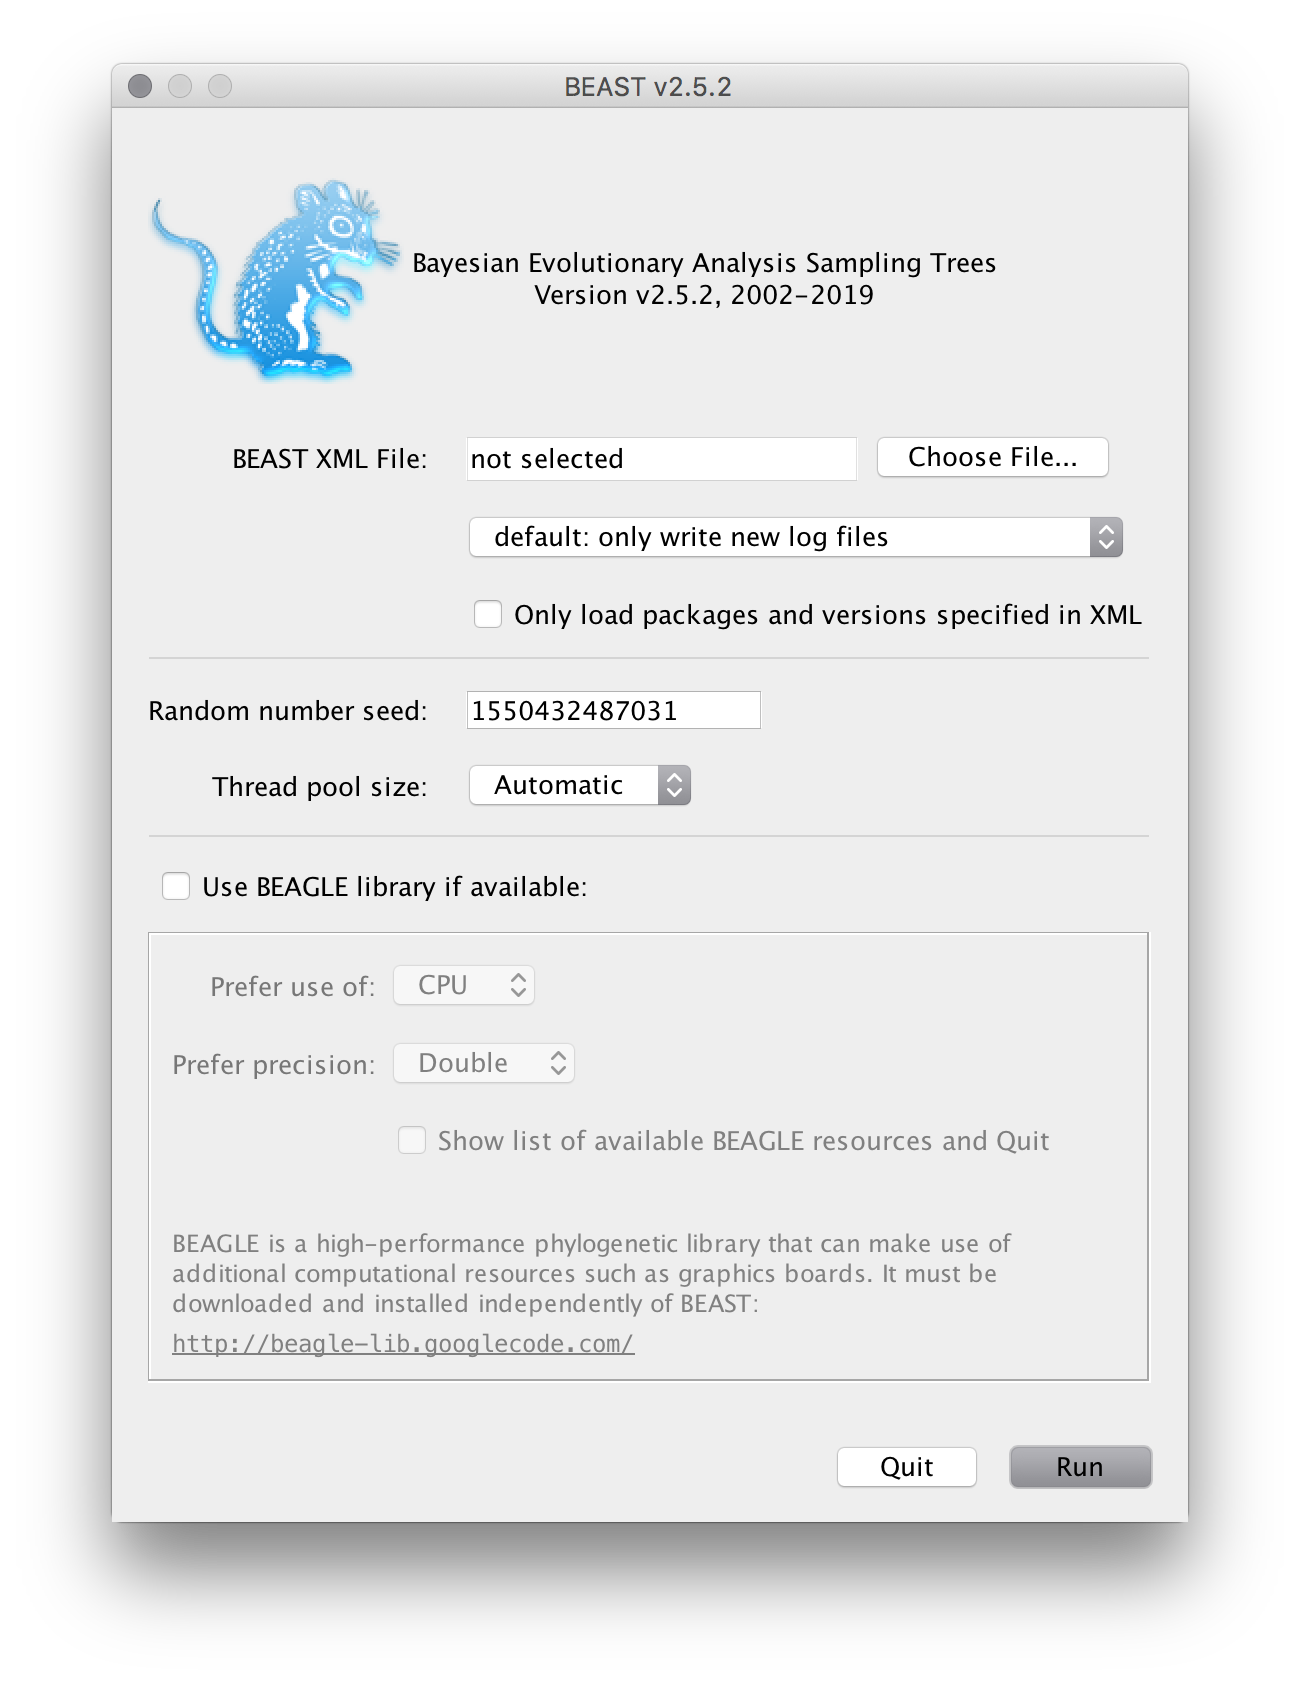 BEAST v2.5.2
Bayesian Evolutionary Analysis Sampling Trees
Version v2.5.2, 2002-2019
BEAST XML File: not selected Choose File...
default: only write new log files
Only load packages and versions specified in XML
Random number seed: 1550432487031
Thread pool size: Automatic
Use BEAGLE library if available:
Prefer use of: CPU
Prefer precision: Double
Show list of available BEAGLE resources and Quit
BEAGLE is a high-performance phylogenetic library that can make use of
additional computational resources such as graphics boards. It must be
downloaded and installed independently of BEAST:
http://beagle-lib.googlecode.com/
Quit Run